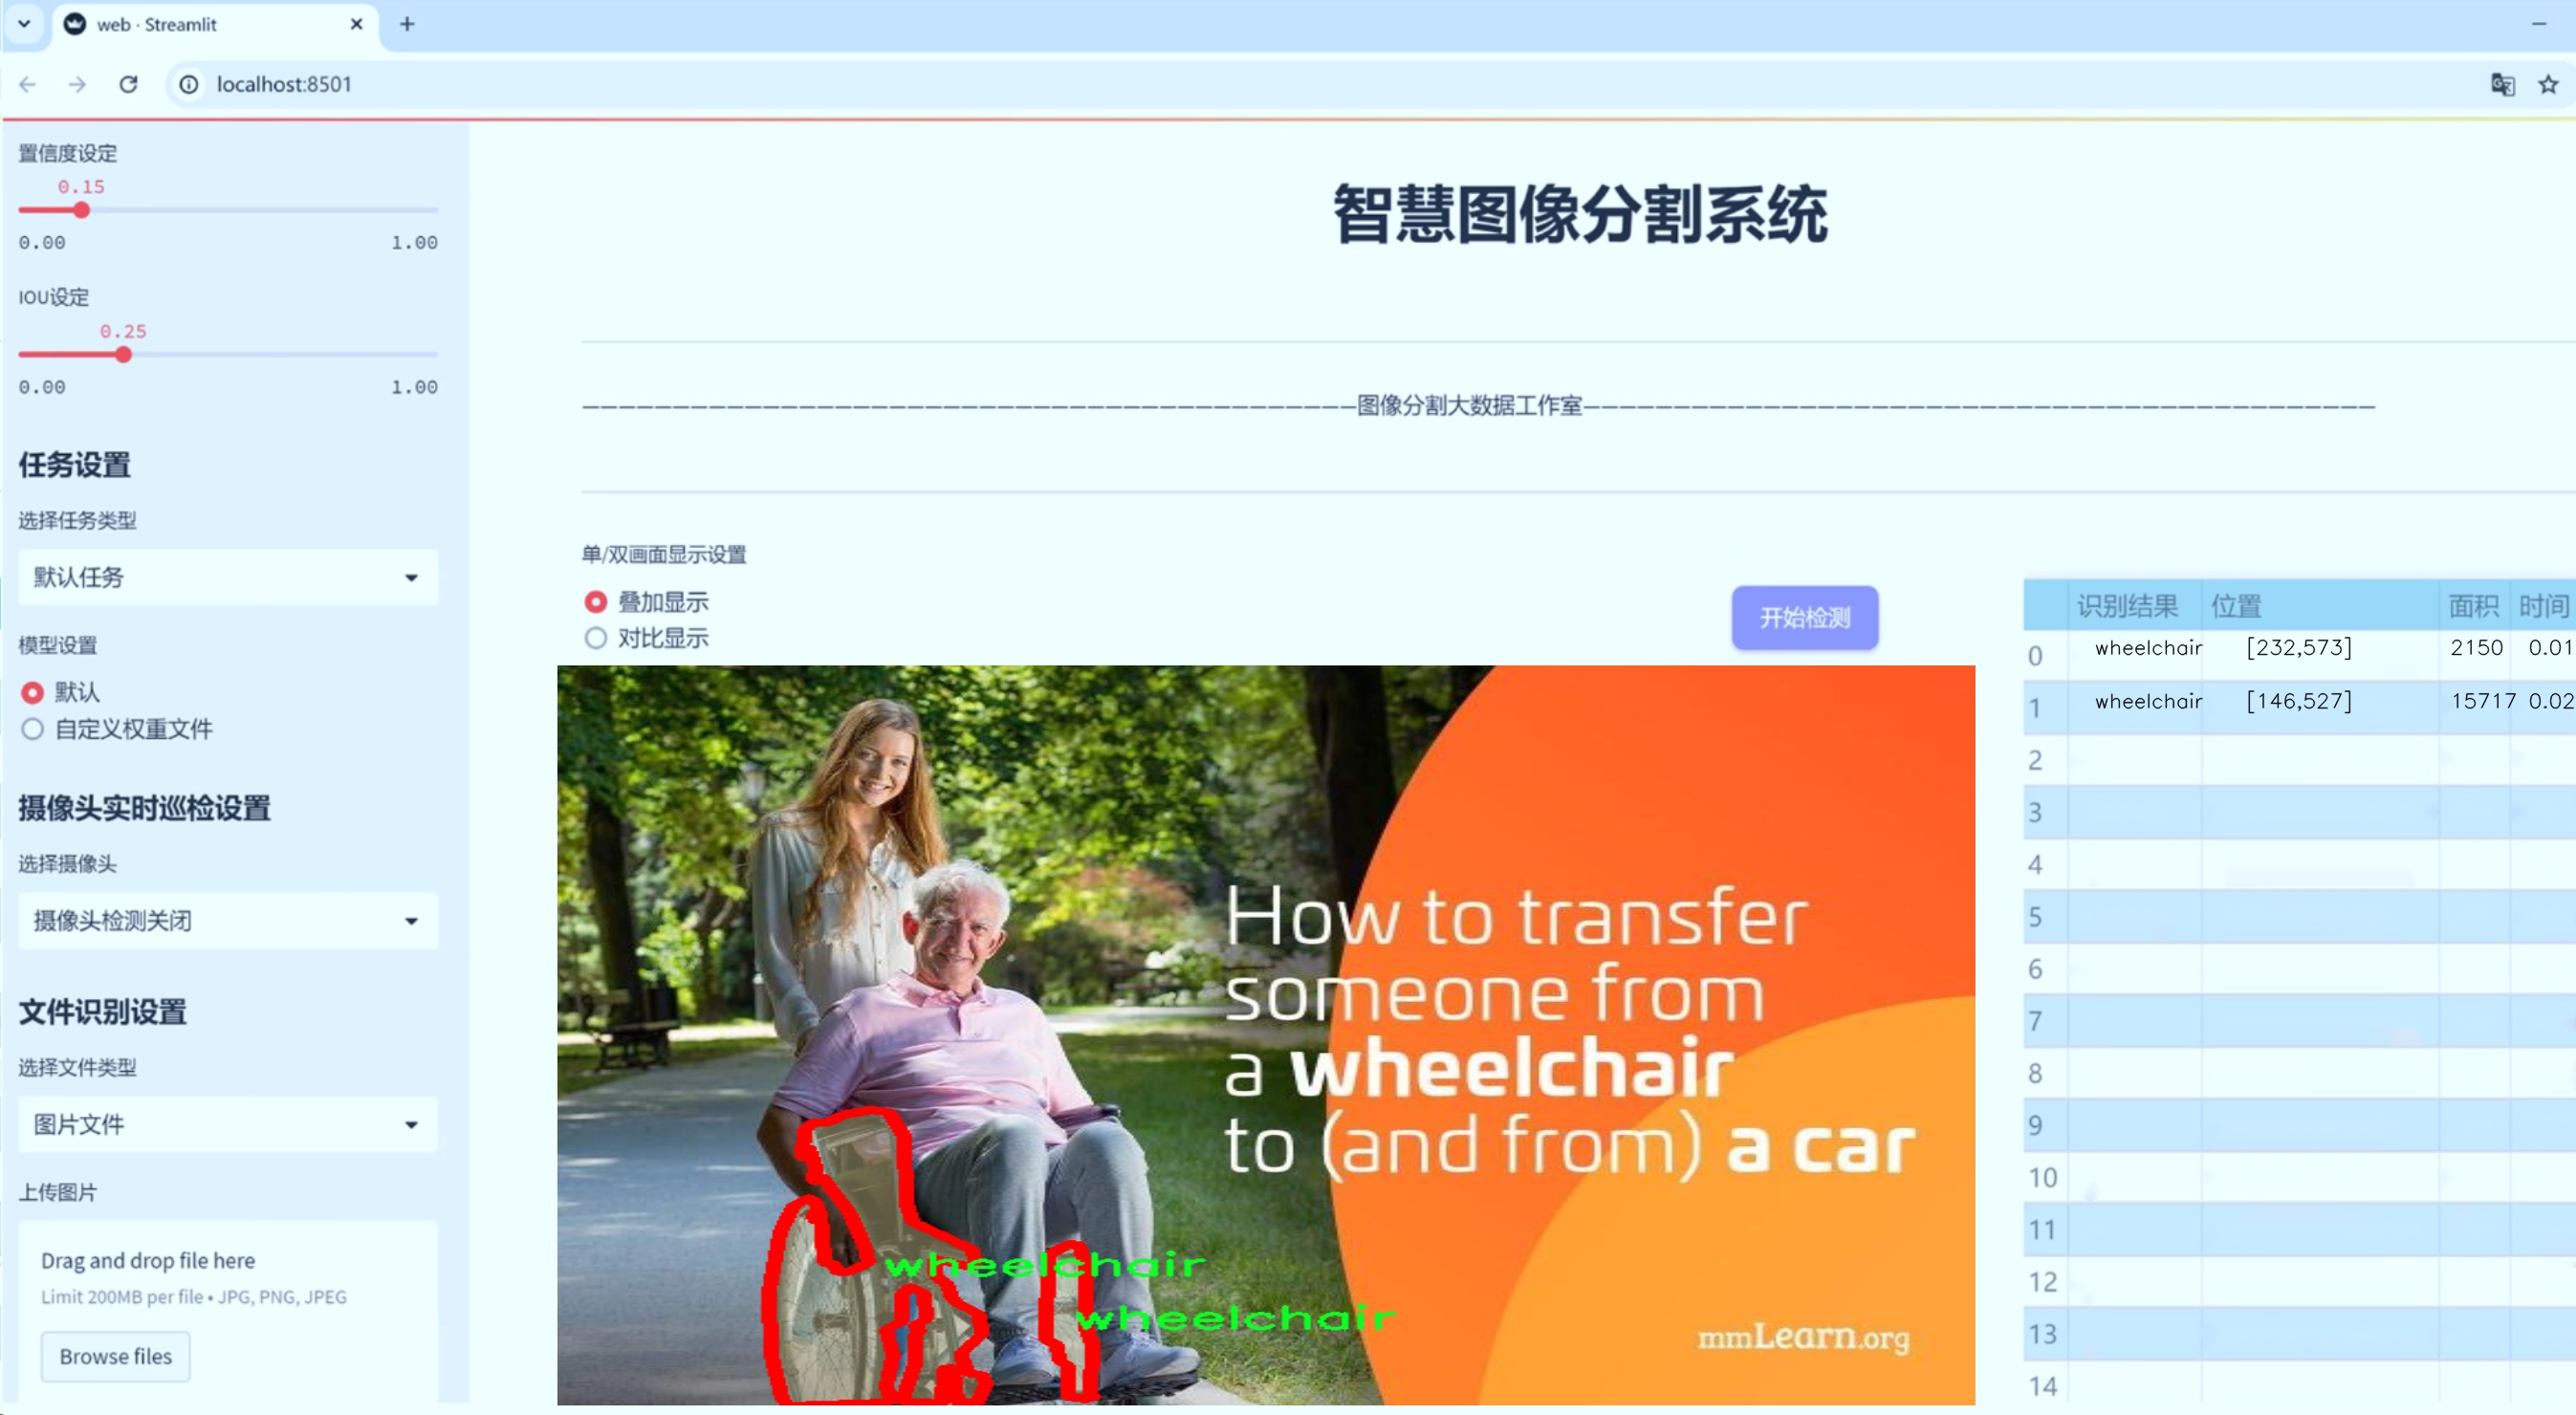 web · Streamlit
localhost:8501
置信度设定
0.15
0.00 1.00
IOU设定
0.25
0.00 1.00
任务设置
选择任务类型
默认任务
模型设置
默认
自定义权重文件
摄像头实时巡检设置
选择摄像头
摄像头检测关闭
文件识别设置
选择文件类型
图片文件
上传图片
Drag and drop file here
Limit 200MB per file • JPG, PNG, JPEG
Browse files
智慧图像分割系统
———————————————————————————————————————————图像分割大数据工作室————————————————————————————————————————————
单/双画面显示设置
叠加显示
对比显示
开始检测
How to transfer
someone from
a wheelchair
to (and from) a car
mmLearn.org
wheelchair
wheelchair
识别结果 位置 面积 时间
0 wheelchair [232,573] 2150 0.01
1 wheelchair [146,527] 15717 0.02
2
3
4
5
6
7
8
9
10
11
12
13
14